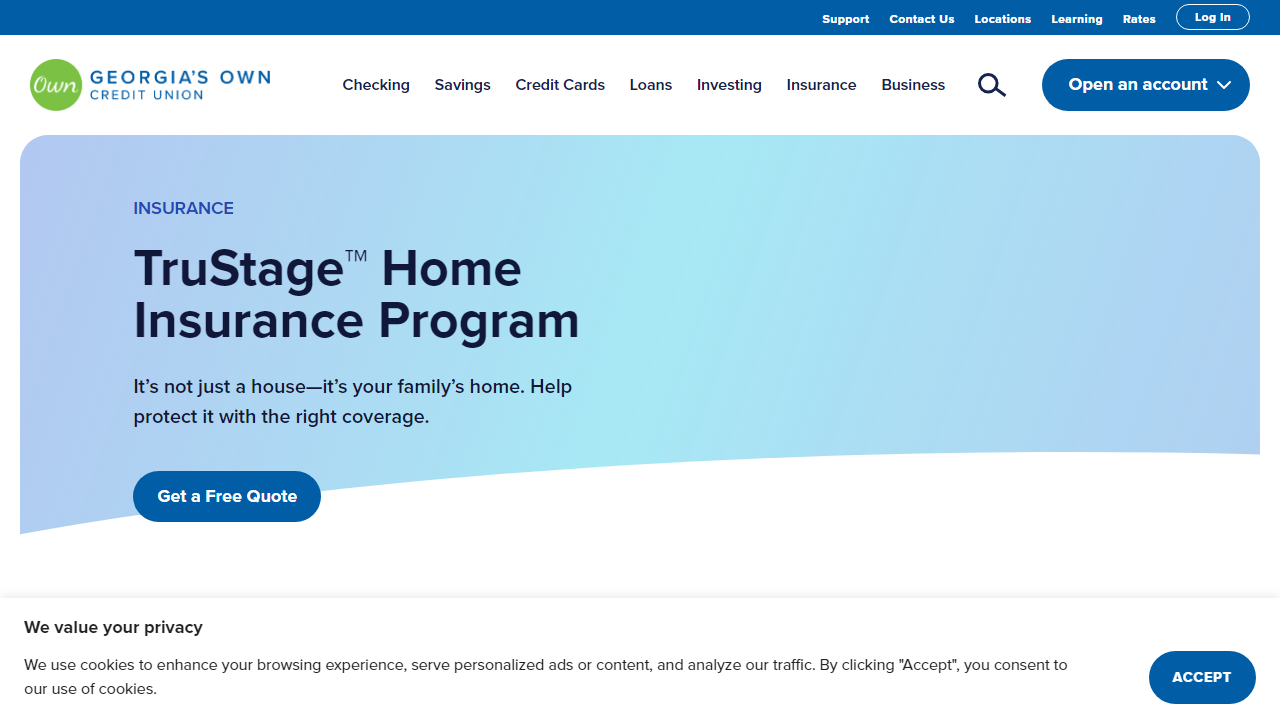 Support Contact Us Locations Learning Rates Log In
Own GEORGIA'S OWN
CREDIT UNION
Checking Savings Credit Cards Loans Investing Insurance Business Open an account
INSURANCE
TruStage™ Home
Insurance Program
It’s not just a house—it’s your family’s home. Help
protect it with the right coverage.
Get a Free Quote
We value your privacy
We use cookies to enhance your browsing experience, serve personalized ads or content, and analyze our traffic. By clicking "Accept", you consent to
our use of cookies.
ACCEPT